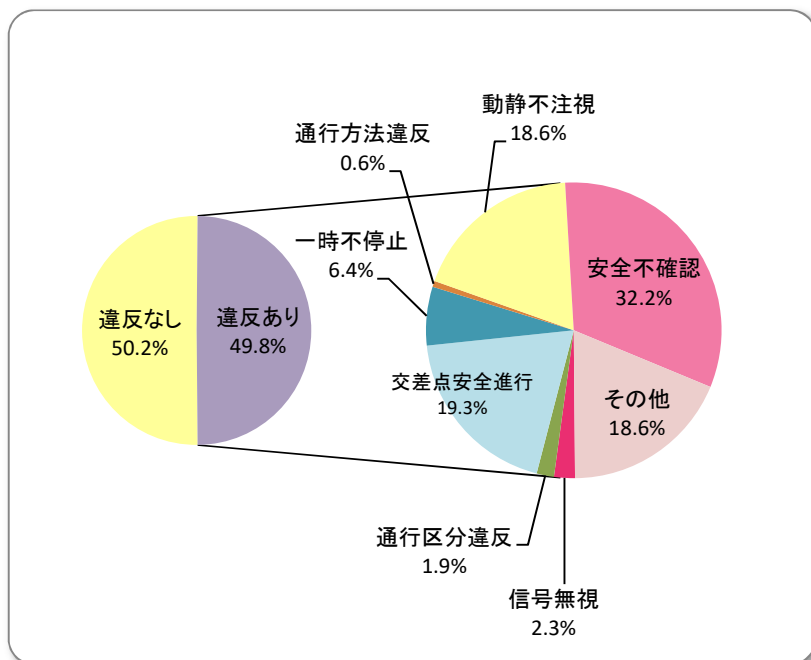 動静不注視
18.6%
通行方法違反
0.6%
一時不停止
6.4%
安全不確認
32.2%
違反なし
50.2%
違反あり
49.8%
交差点安全進行
19.3%
その他
18.6%
通行区分違反
1.9%
信号無視
2.3%